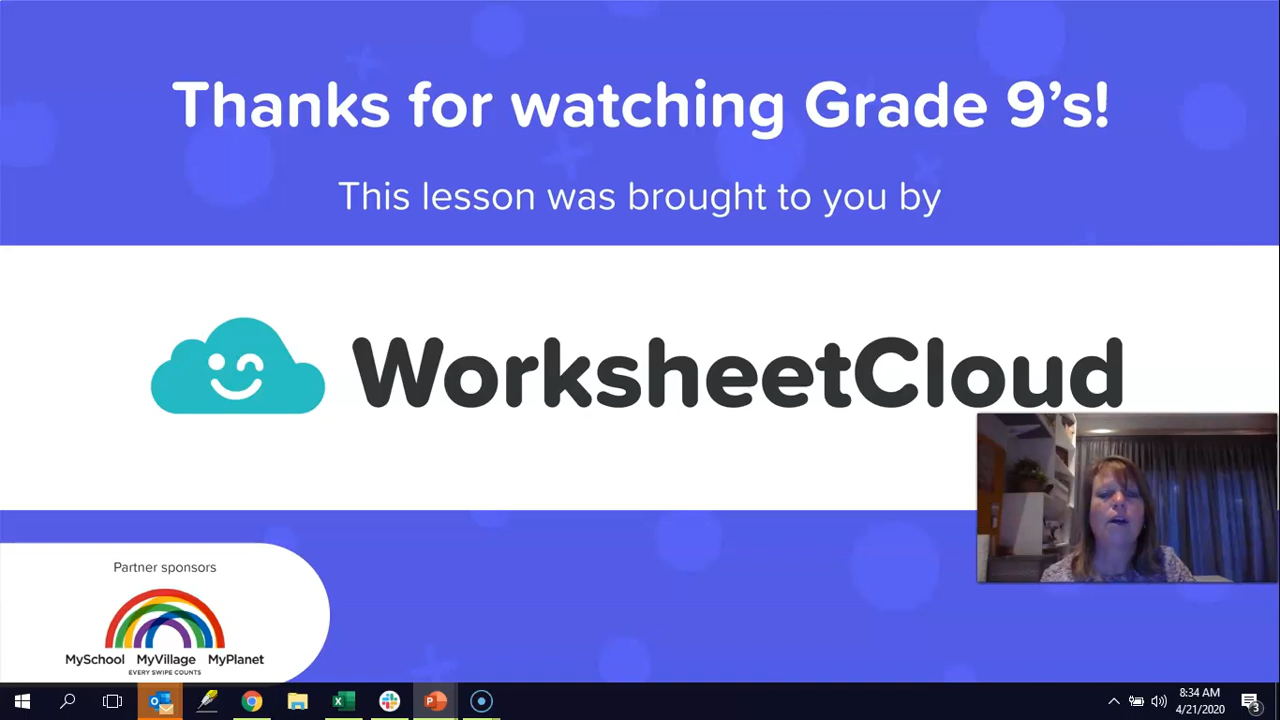 Thanks for watching Grade 9’s!
This lesson was brought to you by
WorksheetCloud
Partner sponsors
MySchool MyVillage MyPlanet
EVERY SWIPE COUNTS
8:34 AM
4/21/2020
3